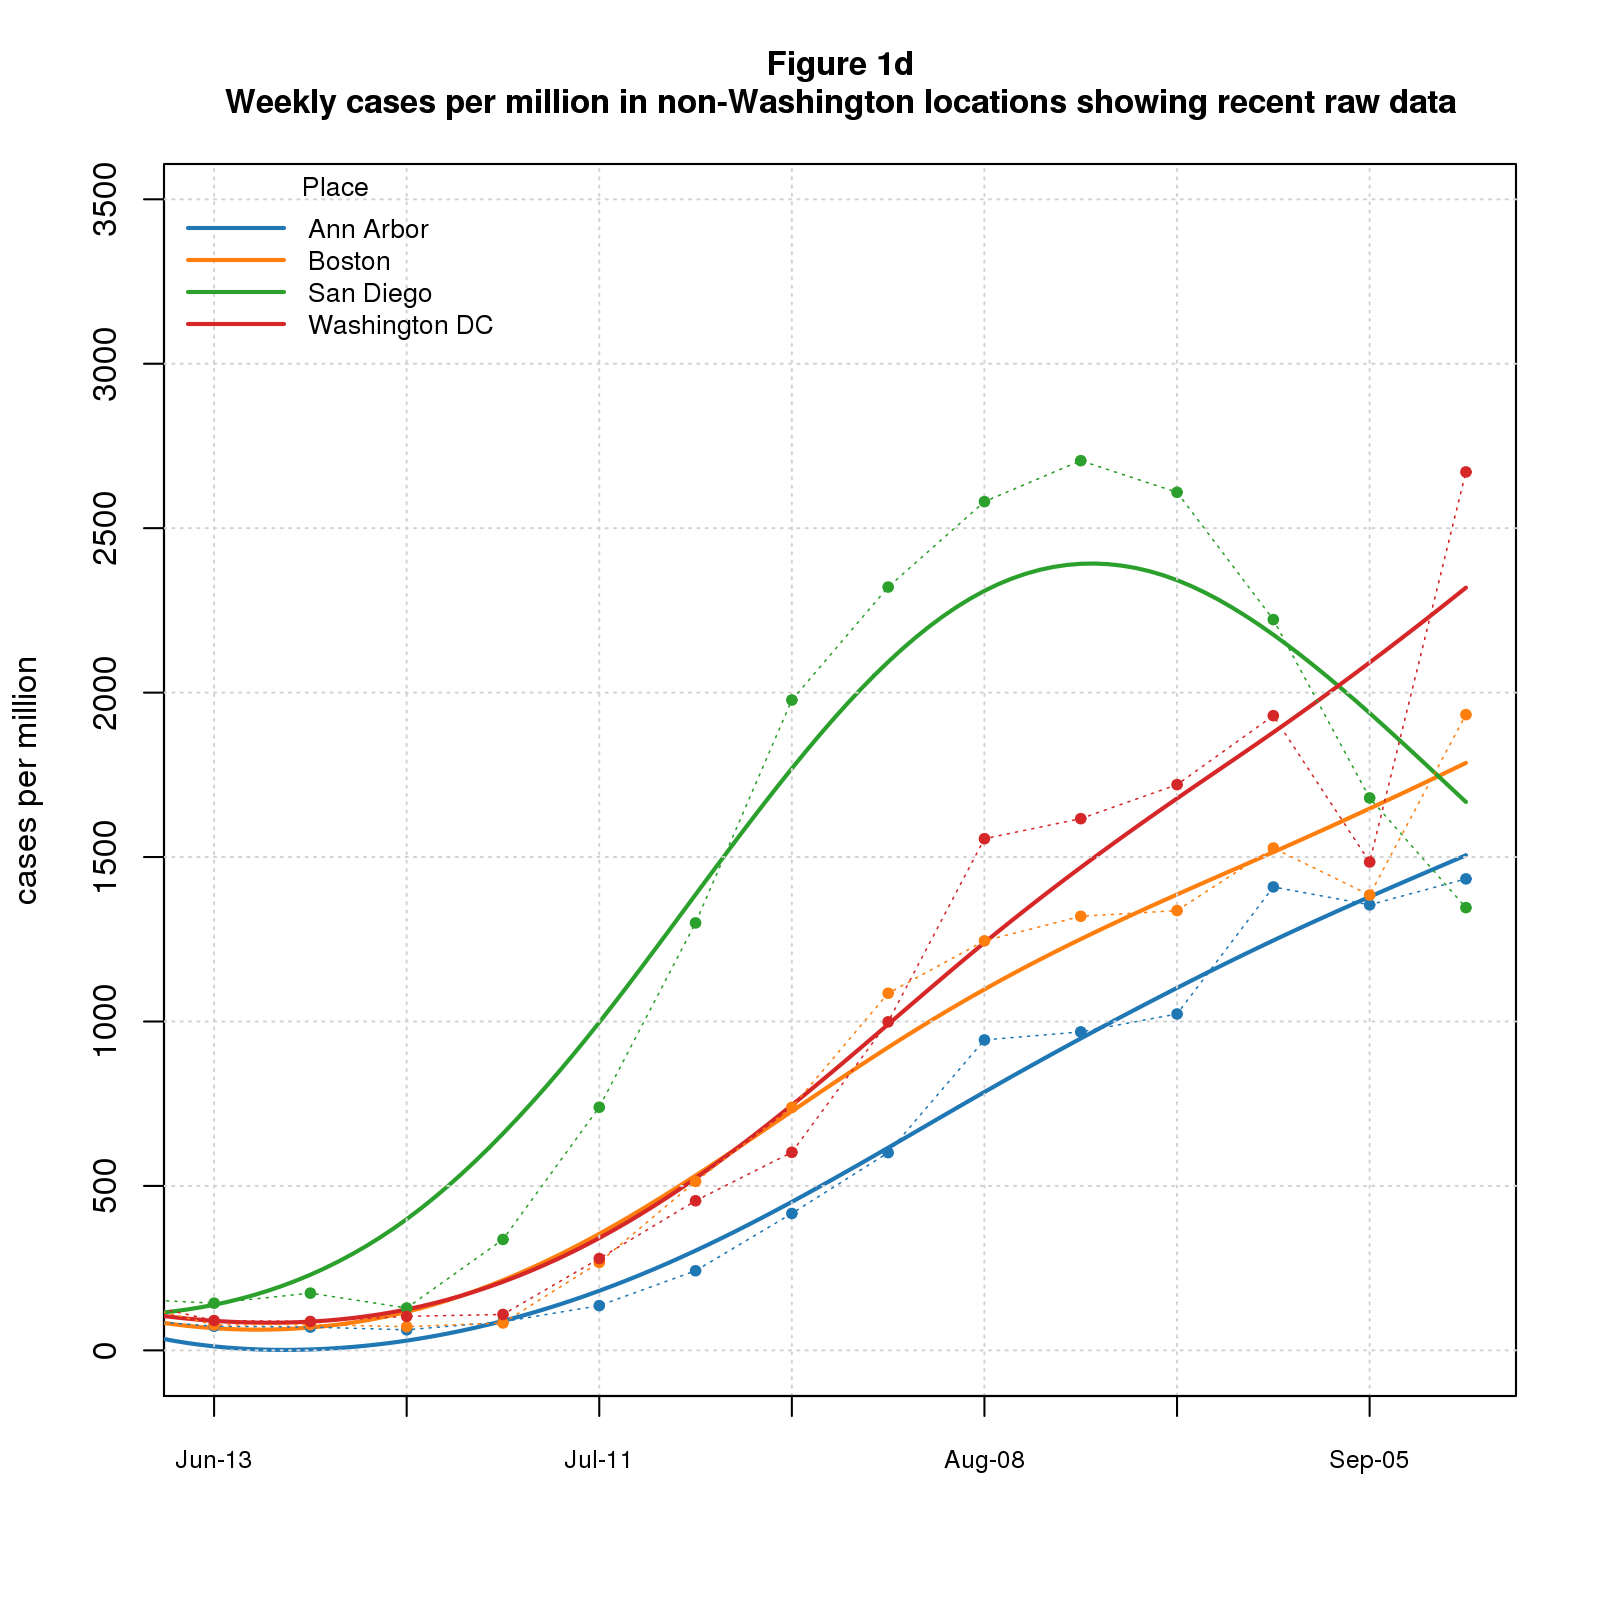 Figure 1d
Weekly cases per million in non-Washington locations showing recent raw data
Place
Ann Arbor
Boston
San Diego
Washington DC
cases per million
3500
3000
2500
2000
1500
1000
500
0
Jun-13
Jul-11
Aug-08
Sep-05